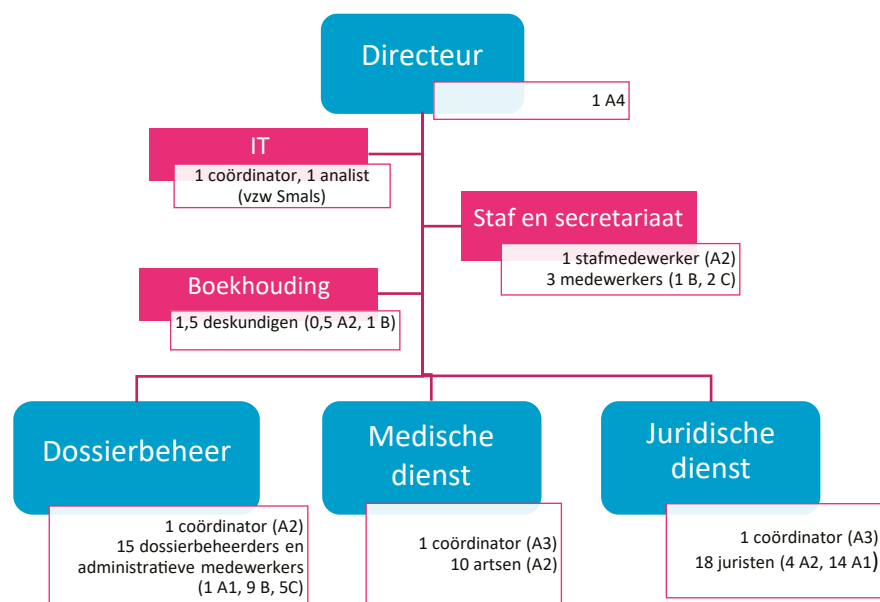 Directeur
1 A4
IT
1 coördinator, 1 analist
(vzw Smals)
Staf en secretariaat
1 stafmedewerker (A2)
3 medewerkers (1 B, 2 C)
Boekhouding
1,5 deskundigen (0,5 A2, 1 B)
Dossierbeheer
1 coördinator (A2)
15 dossierbeheerders en
administratieve medewerkers
(1 A1, 9 B, 5C)
Medische
dienst
1 coördinator (A3)
10 artsen (A2)
Juridische
dienst
1 coördinator (A3)
18 juristen (4 A2, 14 A1)